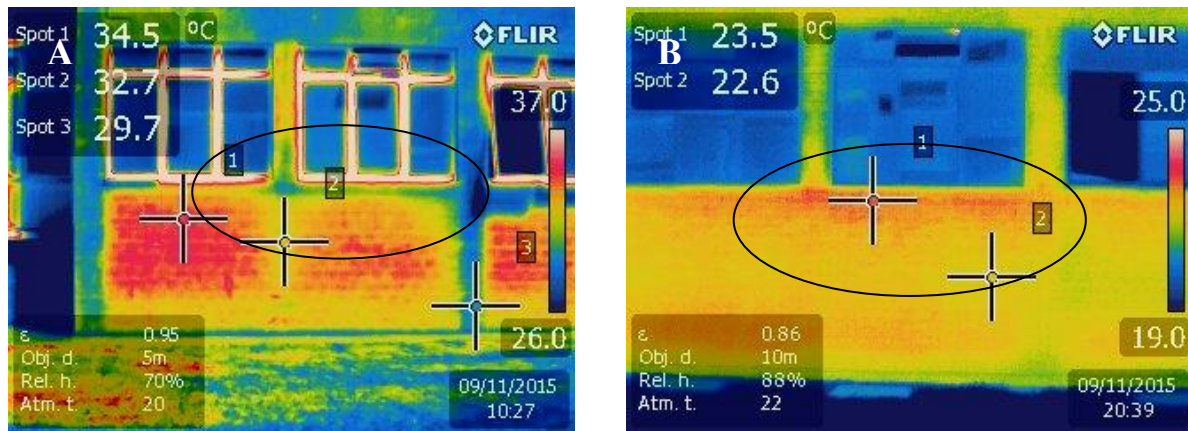 A
Spot 1 34.5 °C
Spot 2 32.7
Spot 3 29.7
FLIR
37.0
1
2
3
26.0
ε 0.95
Obj. d. 5m
Rel. h. 70%
Atm. t. 20
09/11/2015
10:27
B
Spot 1 23.5 °C
Spot 2 22.6
FLIR
25.0
1
2
19.0
ε 0.86
Obj. d. 10m
Rel. h. 88%
Atm. t. 22
09/11/2015
20:39